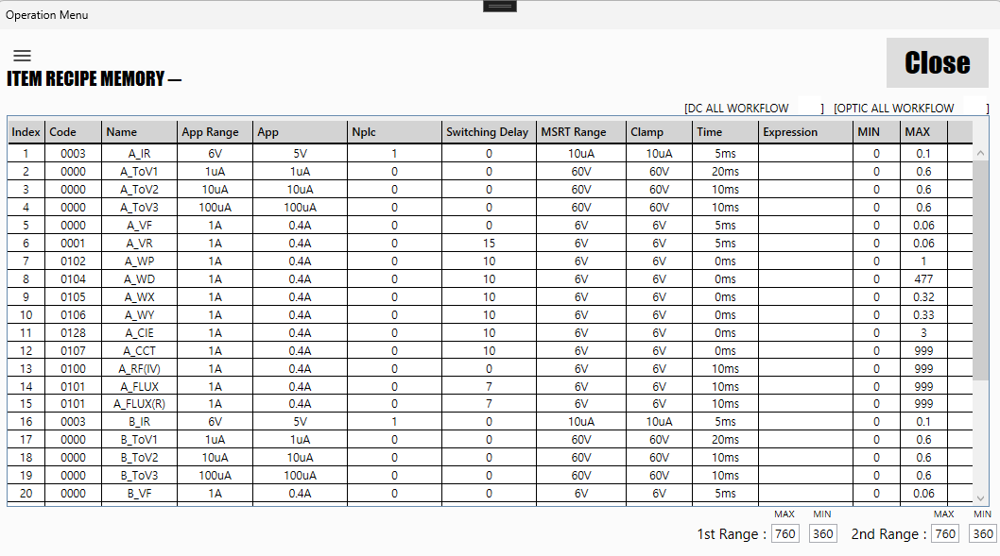 Operation Menu
ITEM RECIPE MEMORY —
Close
[DC ALL WORKFLOW ] [OPTIC ALL WORKFLOW ]
Index Code Name App Range App Nplc Switching Delay MSRT Range Clamp Time Expression MIN MAX
1 0003 A_IR 6V 5V 1 0 10uA 10uA 5ms 0 0.1
2 0000 A_ToV1 1uA 1uA 0 0 60V 60V 20ms 0 0.6
3 0000 A_ToV2 10uA 10uA 0 0 60V 60V 10ms 0 0.6
4 0000 A_ToV3 100uA 100uA 0 0 60V 60V 10ms 0 0.6
5 0000 A_VF 1A 0.4A 0 0 6V 6V 5ms 0 0.06
6 0001 A_VR 1A 0.4A 0 15 6V 6V 5ms 0 0.06
7 0102 A_WP 1A 0.4A 0 10 6V 6V 0ms 0 1
8 0104 A_WD 1A 0.4A 0 10 6V 6V 0ms 0 477
9 0105 A_WX 1A 0.4A 0 10 6V 6V 0ms 0 0.32
10 0106 A_WY 1A 0.4A 0 10 6V 6V 0ms 0 0.33
11 0128 A_CIE 1A 0.4A 0 10 6V 6V 0ms 0 3
12 0107 A_CCT 1A 0.4A 0 10 6V 6V 0ms 0 999
13 0100 A_RF(IV) 1A 0.4A 0 0 6V 6V 10ms 0 999
14 0101 A_FLUX 1A 0.4A 0 7 6V 6V 10ms 0 999
15 0101 A_FLUX(R) 1A 0.4A 0 7 6V 6V 10ms 0 999
16 0003 B_IR 6V 5V 1 0 10uA 10uA 5ms 0 0.1
17 0000 B_ToV1 1uA 1uA 0 0 60V 60V 20ms 0 0.6
18 0000 B_ToV2 10uA 10uA 0 0 60V 60V 10ms 0 0.6
19 0000 B_ToV3 100uA 100uA 0 0 60V 60V 10ms 0 0.6
20 0000 B_VF 1A 0.4A 0 0 6V 6V 5ms 0 0.06
MAX MIN MAX MIN
1st Range : 760 360 2nd Range : 760 360